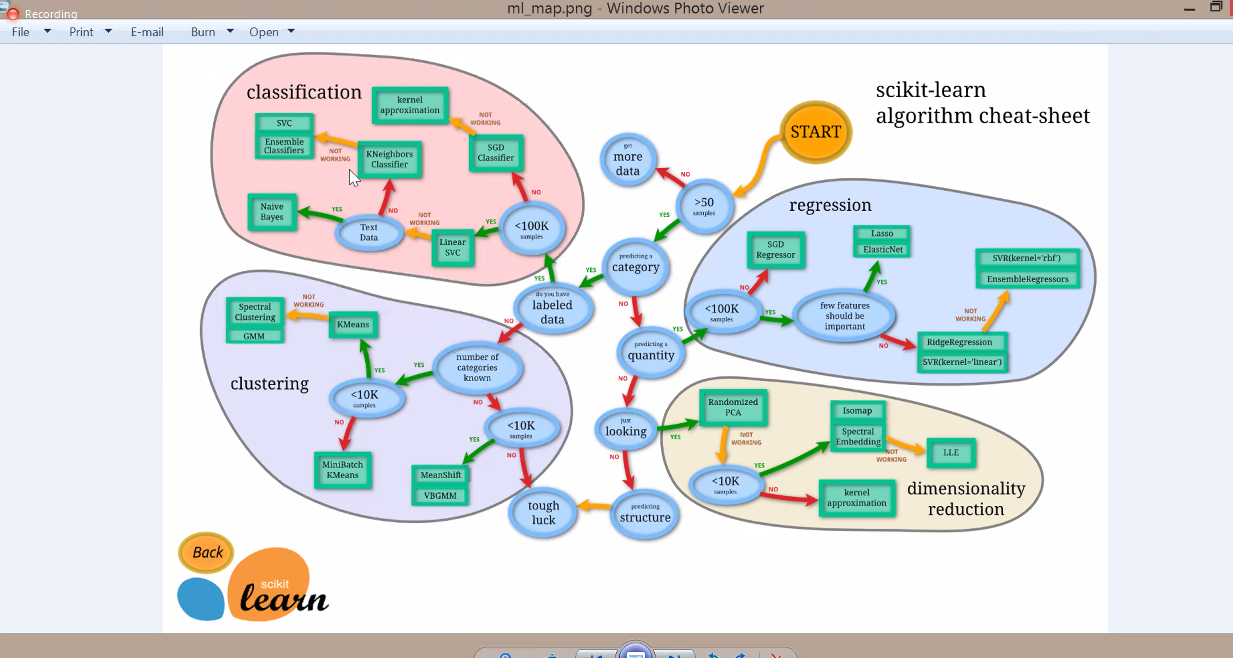 Recording
ml_map.png - Windows Photo Viewer
File Print E-mail Burn Open
scikit-learn
algorithm cheat-sheet
START
get
more
data
NO
>50
samples
YES
predicting a
category
YES
NO
do you have
labeled
data
YES
NO
predicting a
quantity
YES
NO
just
looking
YES
NO
predicting
structure
tough
luck
classification
kernel
approximation
NOT
WORKING
SVC
Ensemble
Classifiers
NOT
WORKING
KNeighbors
Classifier
SGD
Classifier
NO
Naive
Bayes
YES
Text
Data
NO
NOT
WORKING
Linear
SVC
YES
<100K
samples
regression
SGD
Regressor
NO
<100K
samples
YES
few features
should be
important
YES
Lasso
ElasticNet
NO
RidgeRegression
SVR(kernel='linear')
NOT
WORKING
SVR(kernel='rbf')
EnsembleRegressors
clustering
Spectral
Clustering
GMM
NOT
WORKING
KMeans
YES
<10K
samples
YES
number of
categories
known
NO
NO
MiniBatch
KMeans
<10K
samples
YES
NO
MeanShift
VBGMM
dimensionality
reduction
Randomized
PCA
NOT
WORKING
<10K
samples
YES
NO
Isomap
Spectral
Embedding
NOT
WORKING
LLE
kernel
approximation
Back
scikit
learn